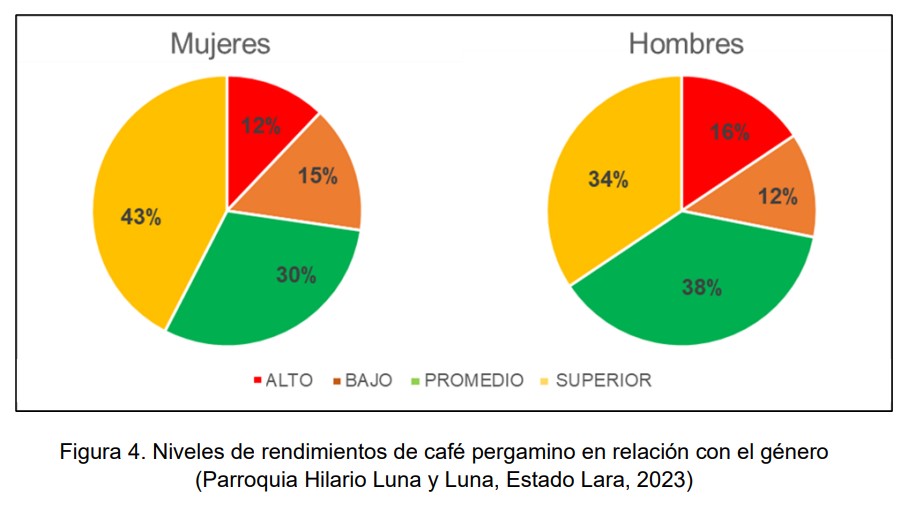 Mujeres
Hombres
12%
15%
30%
43%
16%
12%
38%
34%
ALTO BAJO PROMEDIO SUPERIOR
Figura 4. Niveles de rendimientos de café pergamino en relación con el género
(Parroquia Hilario Luna y Luna, Estado Lara, 2023)